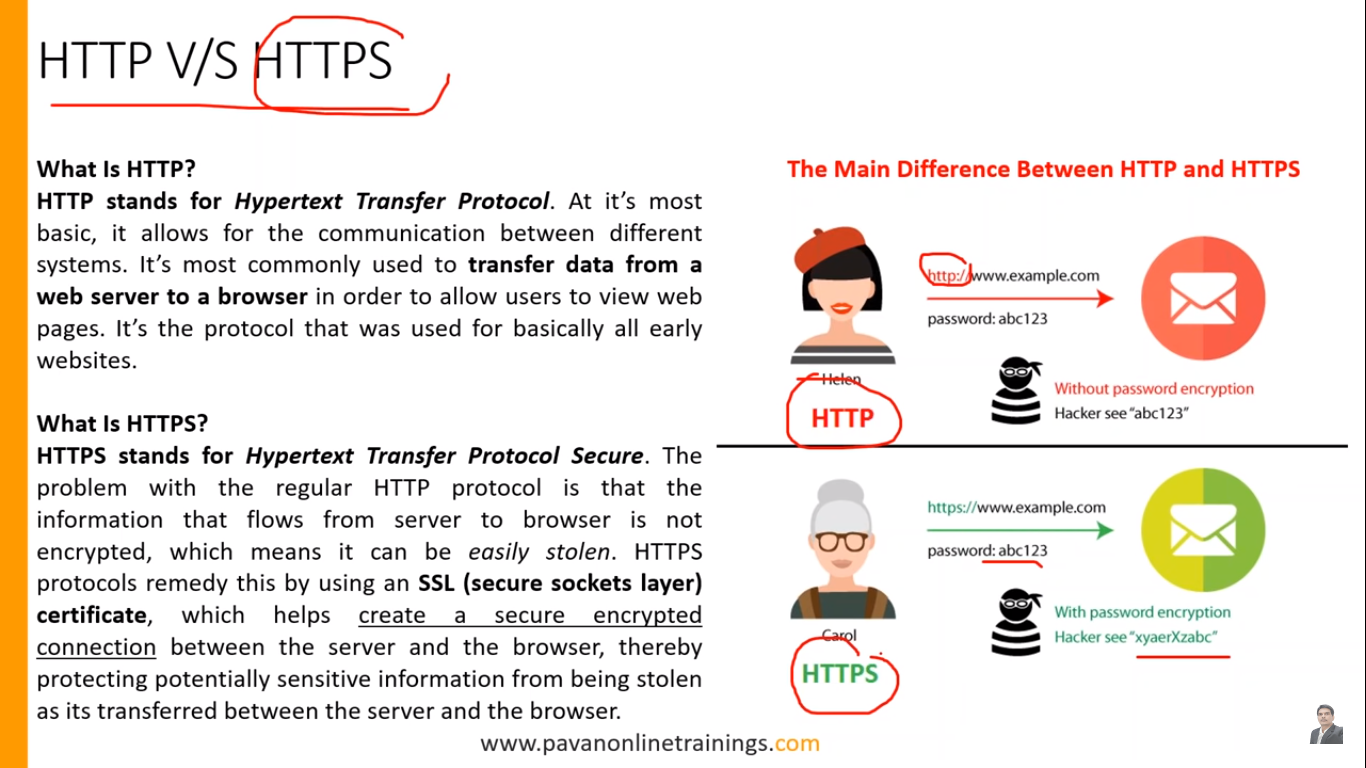 HTTP V/S HTTPS
What Is HTTP?
HTTP stands for Hypertext Transfer Protocol. At it's most
basic, it allows for the communication between different
systems. It's most commonly used to transfer data from a
web server to a browser in order to allow users to view web
pages. It's the protocol that was used for basically all early
websites.
What Is HTTPS?
HTTPS stands for Hypertext Transfer Protocol Secure. The
problem with the regular HTTP protocol is that the
information that flows from server to browser is not
encrypted, which means it can be easily stolen. HTTPS
protocols remedy this by using an SSL (secure sockets layer)
certificate, which helps create a secure encrypted
connection between the server and the browser, thereby
protecting potentially sensitive information from being stolen
as its transferred between the server and the browser.
The Main Difference Between HTTP and HTTPS
http://www.example.com
password: abc123
Helen
HTTP
Without password encryption
Hacker see "abc123"
https://www.example.com
password: abc123
Carol
HTTPS
With password encryption
Hacker see "xyaerXzabc"
www.pavanonlinetrainings.com